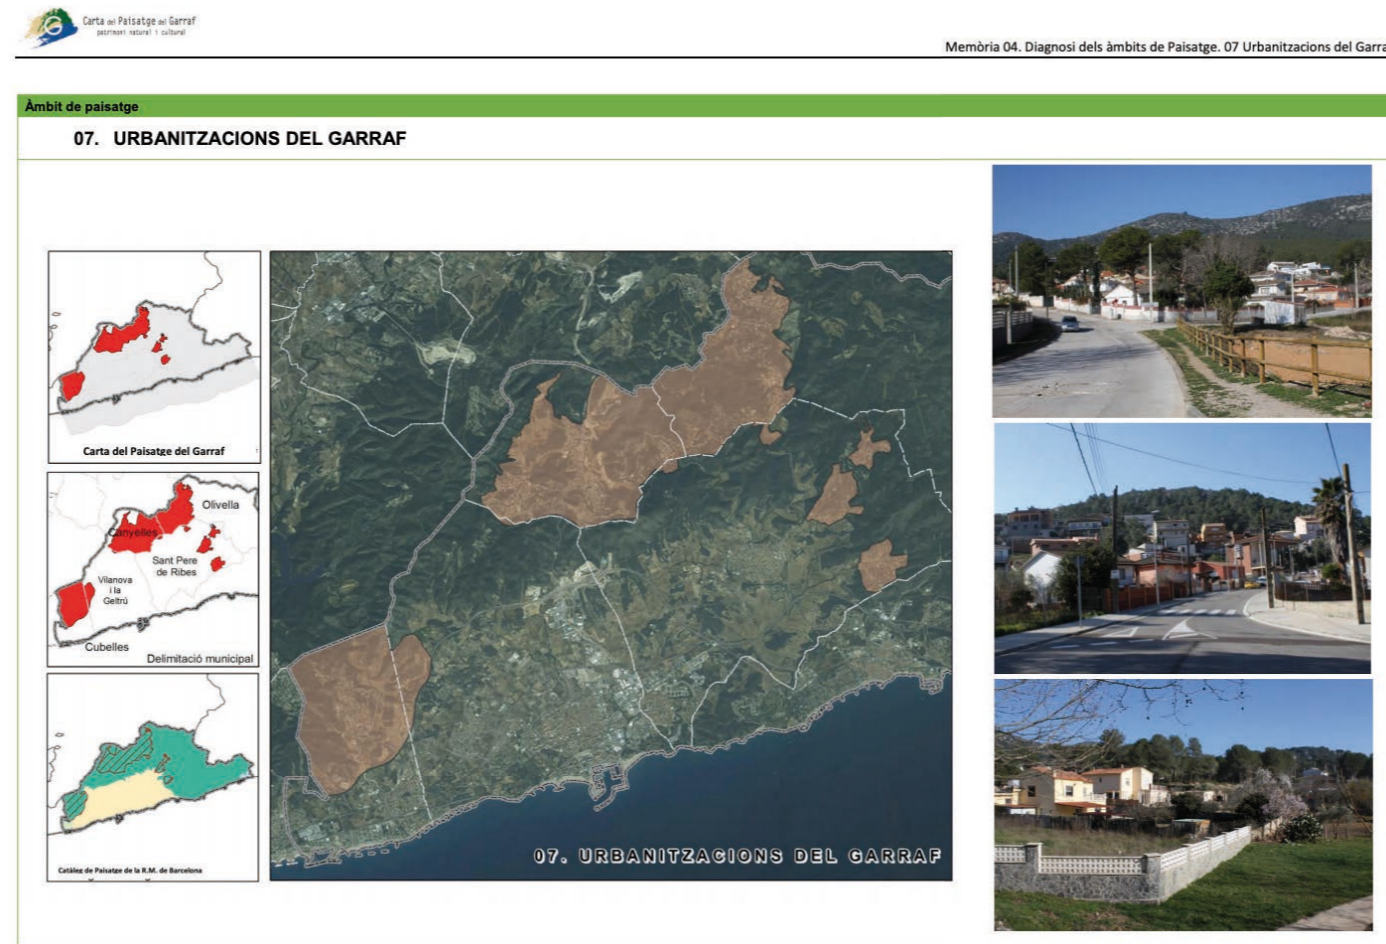 Carta del Paisatge del Garraf
patrimoni natural i cultural
Memòria 04. Diagnosi dels àmbits de Paisatge. 07 Urbanitzacions del Garra
Àmbit de paisatge
07. URBANITZACIONS DEL GARRAF
Carta del Paisatge del Garraf
Olivella
Canyelles
Sant Pere
de Ribes
Vilanova
i la
Geltrú
Cubelles
Delimitació municipal
Catàleg de Paisatge de la R.M. de Barcelona
07. URBANITZACIONS DEL GARRAF